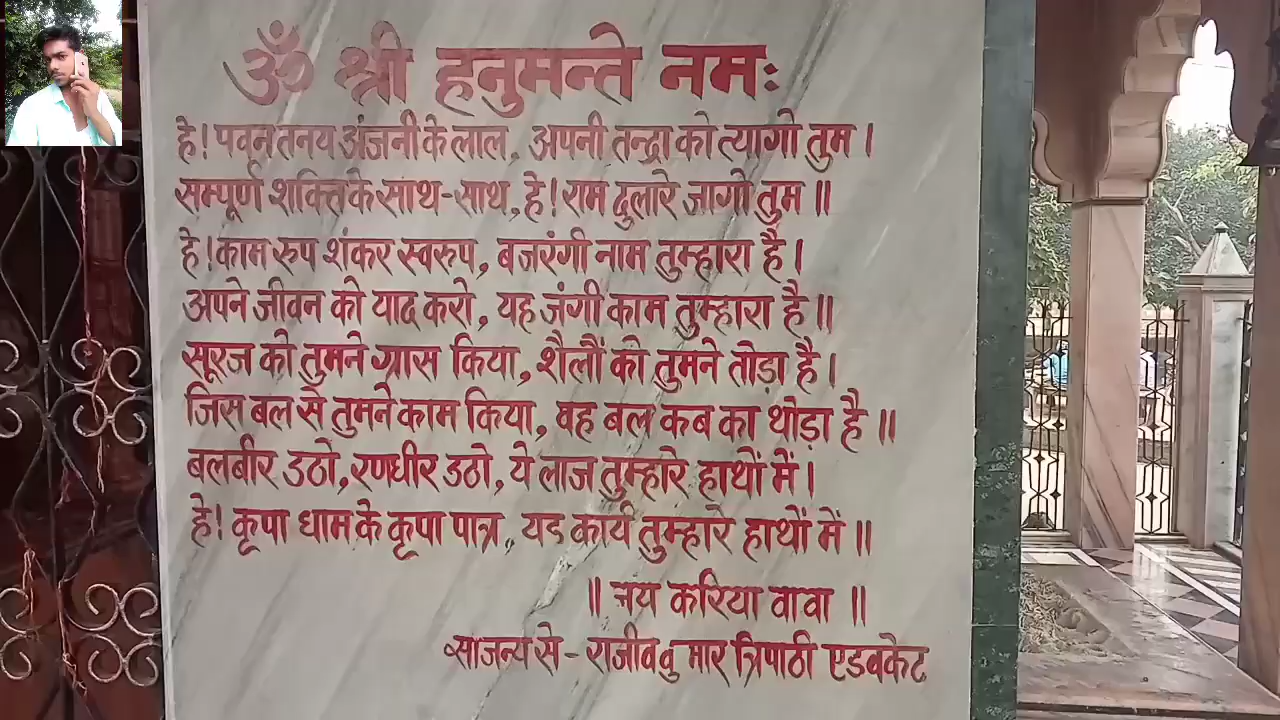 ॐ श्री हनुमन्ते नमः
हे! पवन तनय अंजनी के लाल, अपनी तन्द्रा को त्यागो तुम।
सम्पूर्ण शक्ति के साथ-साथ, हे! राम दुलारे जागो तुम॥
हे! काम रुप शंकर स्वरुप, बजरंगी नाम तुम्हारा है।
अपने जीवन को याद करो, यह जंगी काम तुम्हारा है॥
सूरज को तुमने ग्रास किया, शैलौं को तुमने तोड़ा है।
जिस बल से तुमने काम किया, वह बल कब का थोड़ा है॥
बलबीर उठो, रणधीर उठो, ये लाज तुम्हारे हाथों में।
हे! कृपा धाम के कृपा पात्र, यह कार्य तुम्हारे हाथों में॥
॥ जय करिया बाबा ॥
सौजन्य से - राजीव कुमार त्रिपाठी एडवकेट